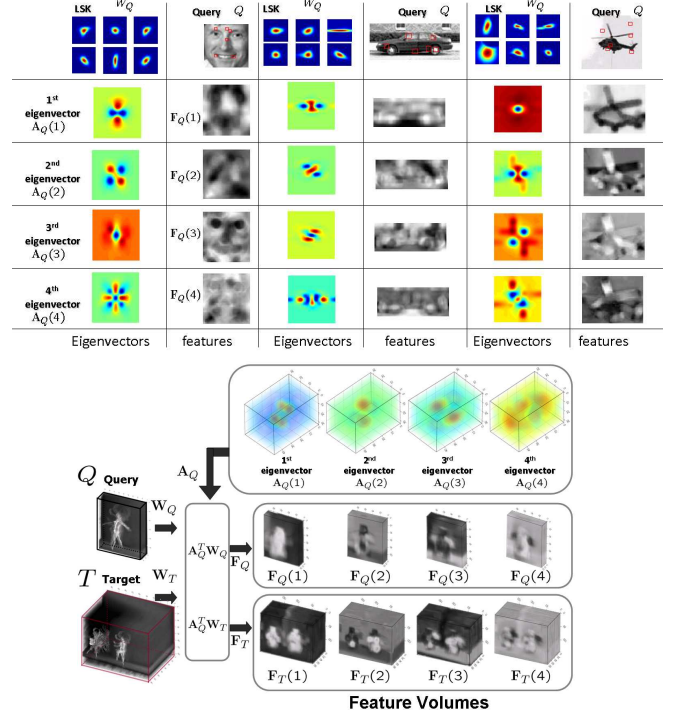 LSK W_Q Query Q LSK W_Q Query Q LSK W_Q Query Q
1st eigenvector A_Q(1) F_Q(1)
2nd eigenvector A_Q(2) F_Q(2)
3rd eigenvector A_Q(3) F_Q(3)
4th eigenvector A_Q(4) F_Q(4)
Eigenvectors features Eigenvectors features Eigenvectors features
1st eigenvector A_Q(1) 2nd eigenvector A_Q(2) 3rd eigenvector A_Q(3) 4th eigenvector A_Q(4)
A_Q
Q Query
W_Q
A_Q^T W_Q
F_Q
F_Q(1) F_Q(2) F_Q(3) F_Q(4)
T Target
W_T
A_Q^T W_T
F_T
F_T(1) F_T(2) F_T(3) F_T(4)
Feature Volumes